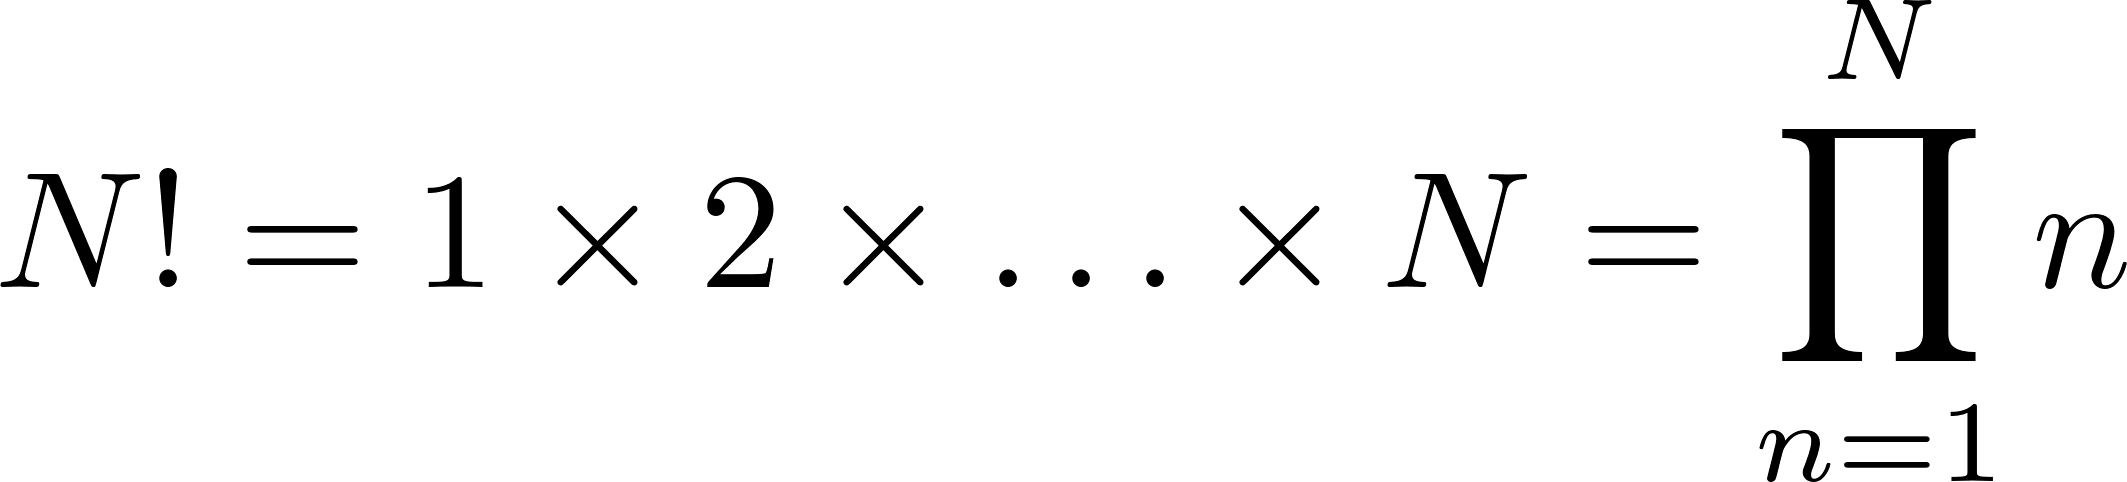 N! = 1 × 2 × . . . × N = ∏_{n=1}^{N} n